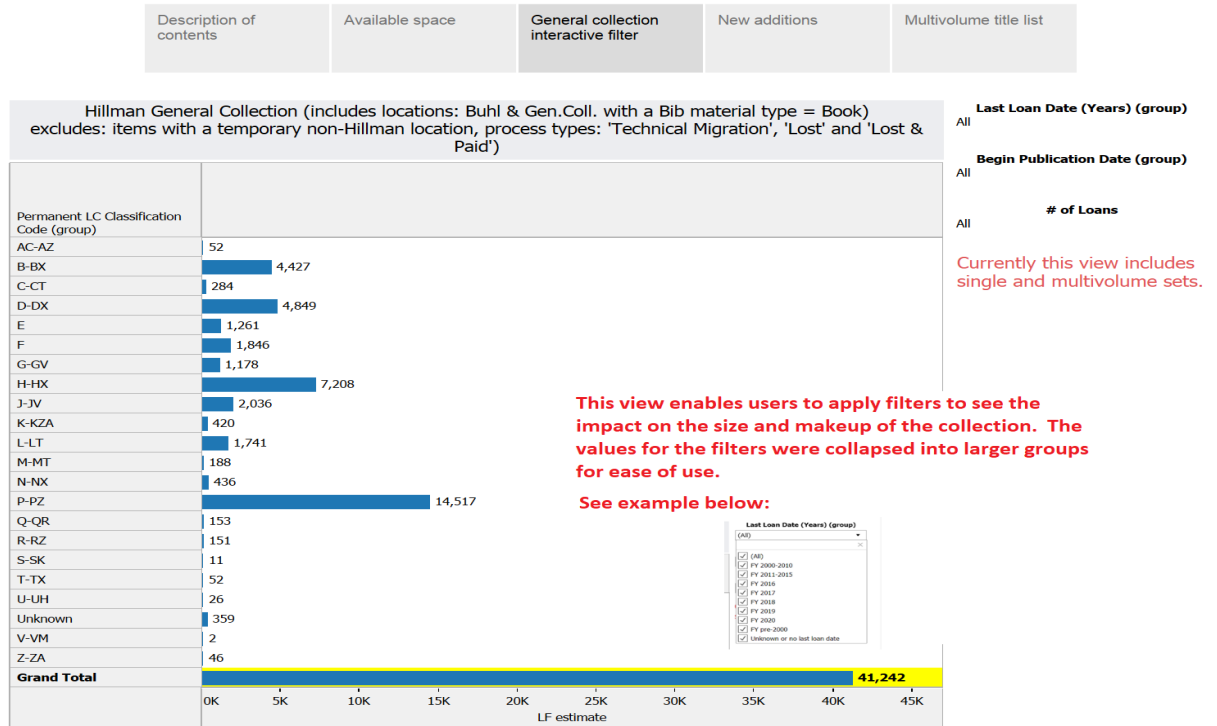 Description of
contents
Available space
General collection
interactive filter
New additions
Multivolume title list
Hillman General Collection (includes locations: Buhl & Gen.Coll. with a Bib material type = Book)
excludes: items with a temporary non-Hillman location, process types: 'Technical Migration', 'Lost' and 'Lost &
Paid')
Last Loan Date (Years) (group)
All
Begin Publication Date (group)
All
# of Loans
All
Currently this view includes
single and multivolume sets.
Permanent LC Classification
Code (group)
AC-AZ 52
B-BX 4,427
C-CT 284
D-DX 4,849
E 1,261
F 1,846
G-GV 1,178
H-HX 7,208
J-JV 2,036
K-KZA 420
L-LT 1,741
M-MT 188
N-NX 436
P-PZ 14,517
Q-QR 153
R-RZ 151
S-SK 11
T-TX 52
U-UH 26
Unknown 359
V-VM 2
Z-ZA 46
Grand Total 41,242
0K 5K 10K 15K 20K 25K 30K 35K 40K 45K
LF estimate
This view enables users to apply filters to see the
impact on the size and makeup of the collection. The
values for the filters were collapsed into larger groups
for ease of use.
See example below:
Last Loan Date (Years) (group)
(All)
(All)
FY 2000-2010
FY 2011-2015
FY 2016
FY 2017
FY 2018
FY 2019
FY 2020
FY pre-2000
Unknown or no last loan date